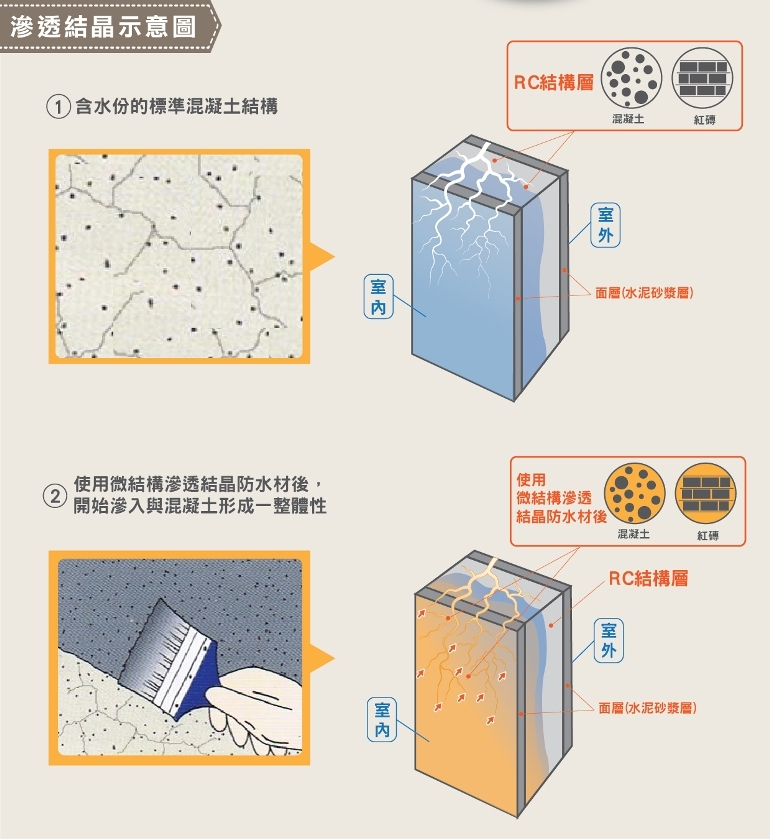 滲透結晶示意圖
①含水份的標準混凝土結構
RC結構層
混凝土
紅磚
室外
室內
面層(水泥砂漿層)
②使用微結構滲透結晶防水材後，
開始滲入與混凝土形成一整體性
使用
微結構滲透
結晶防水材後
混凝土
紅磚
RC結構層
室外
室內
面層(水泥砂漿層)